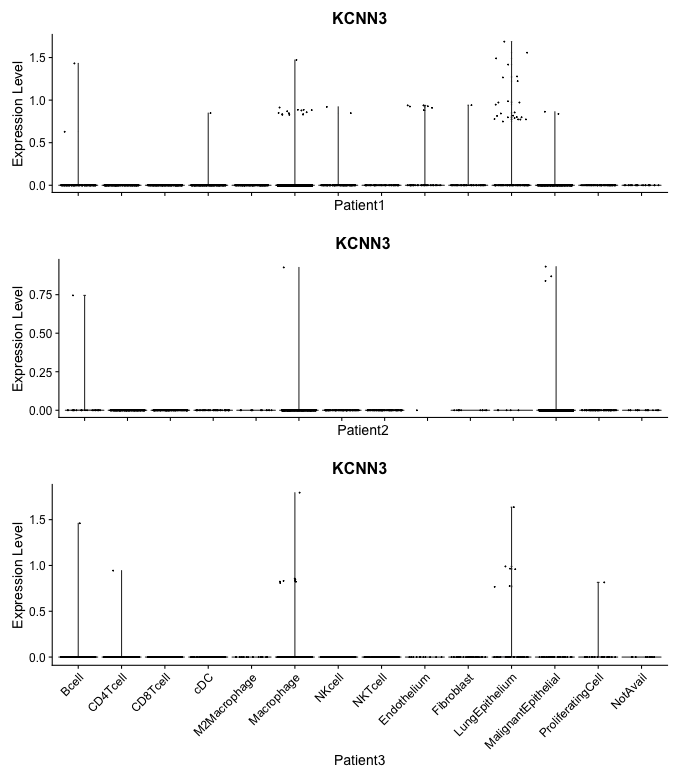 KCNN3
Expression Level
1.5
1.0
0.5
0.0
Patient1
KCNN3
Expression Level
0.75
0.50
0.25
0.00
Patient2
KCNN3
Expression Level
1.5
1.0
0.5
0.0
Bcell
CD4Tcell
CD8Tcell
cDC
M2Macrophage
Macrophage
NKcell
NKTcell
Endothelium
Fibroblast
LungEpithelium
MalignantEpithelial
ProliferatingCell
NotAvail
Patient3